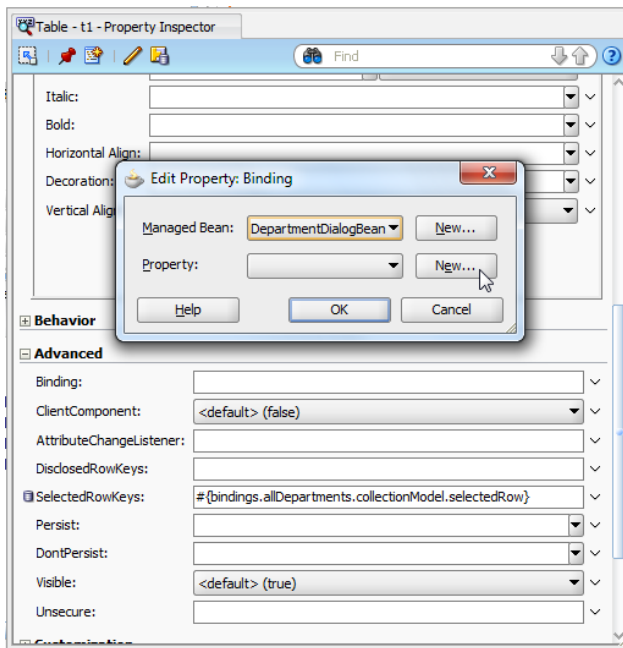 Table - t1 - Property Inspector
Find
Italic:
Bold:
Horizontal Align:
Decoration:
Vertical Alig
Edit Property: Binding
Managed Bean: DepartmentDialogBean New...
Property: New...
Help OK Cancel
Behavior
Advanced
Binding:
ClientComponent: <default> (false)
AttributeChangeListener:
DisclosedRowKeys:
SelectedRowKeys: #{bindings.allDepartments.collectionModel.selectedRow}
Persist:
DontPersist:
Visible: <default> (true)
Unsecure:
Customization